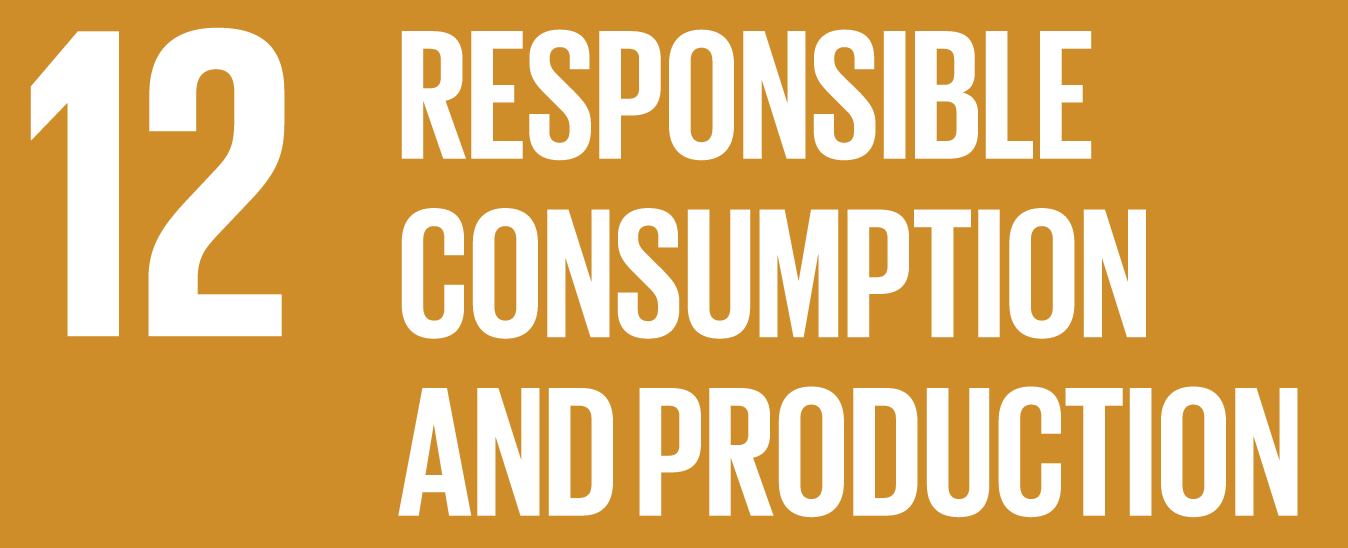 12
RESPONSIBLE
CONSUMPTION
AND PRODUCTION